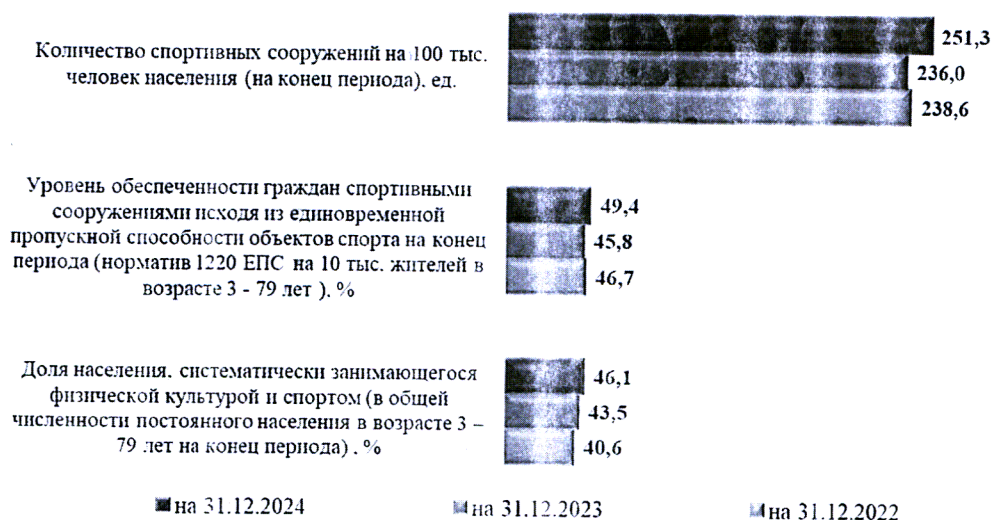 Количество спортивных сооружений на 100 тыс.
человек населения (на конец периода). ед.
251,3
236,0
238,6
Уровень обеспеченности граждан спортивными
сооружениями исходя из единовременной
пропускной способности объектов спорта на конец
периода (норматив 1220 ЕПС на 10 тыс. жителей в
возрасте 3 - 79 лет ). %
49,4
45,8
46,7
Доля населения. систематически занимающегося
физической культурой и спортом (в общей
численности постоянного населения в возрасте 3 –
79 лет на конец периода) . %
46,1
43,5
40,6
на 31.12.2024
на 31.12.2023
на 31.12.2022